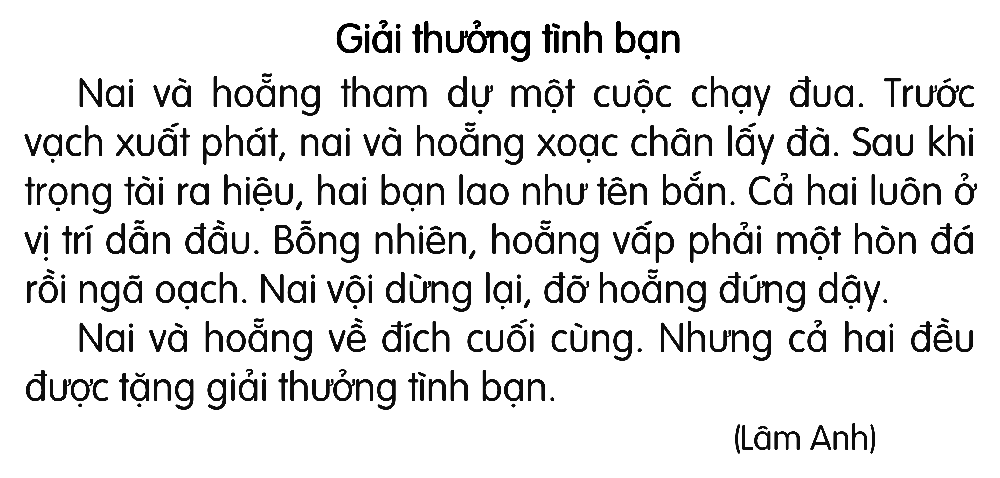 Giải thưởng tình bạn
Nai và hoẵng tham dự một cuộc chạy đua. Trước
vạch xuất phát, nai và hoẵng xoạc chân lấy đà. Sau khi
trọng tài ra hiệu, hai bạn lao như tên bắn. Cả hai luôn ở
vị trí dẫn đầu. Bỗng nhiên, hoẵng vấp phải một hòn đá
rồi ngã oạch. Nai vội dừng lại, đỡ hoẵng đứng dậy.
Nai và hoẵng về đích cuối cùng. Nhưng cả hai đều
được tặng giải thưởng tình bạn.
(Lâm Anh)